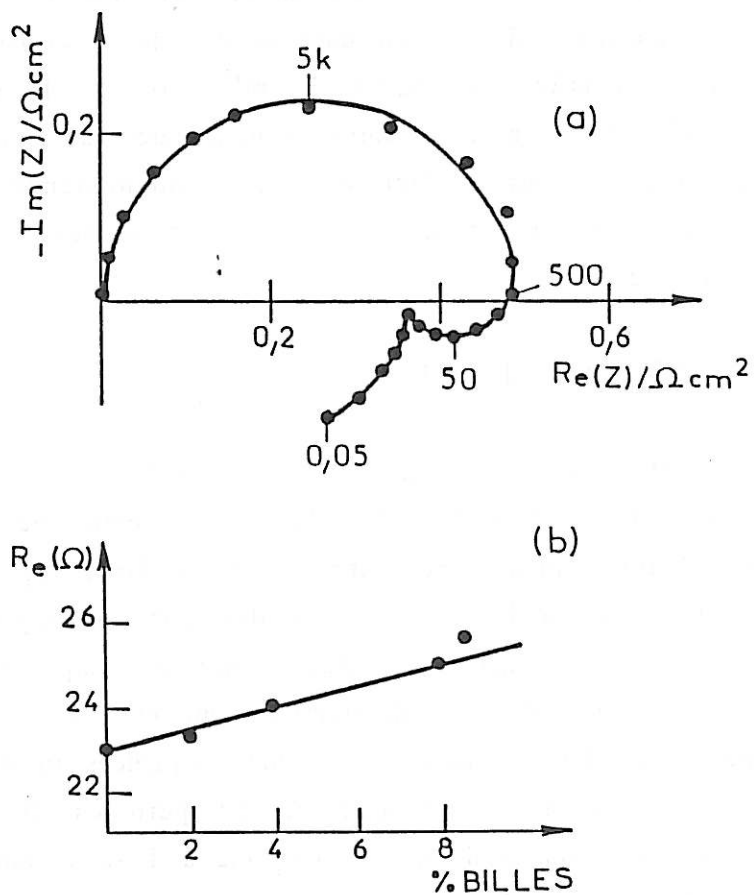 -Im(Z)/Ωcm²
0,2
5k
(a)
500
0,2
50
0,6
Re(Z)/Ωcm²
0,05
(b)
Re(Ω)
26
24
22
2 4 6 8
% BILLES